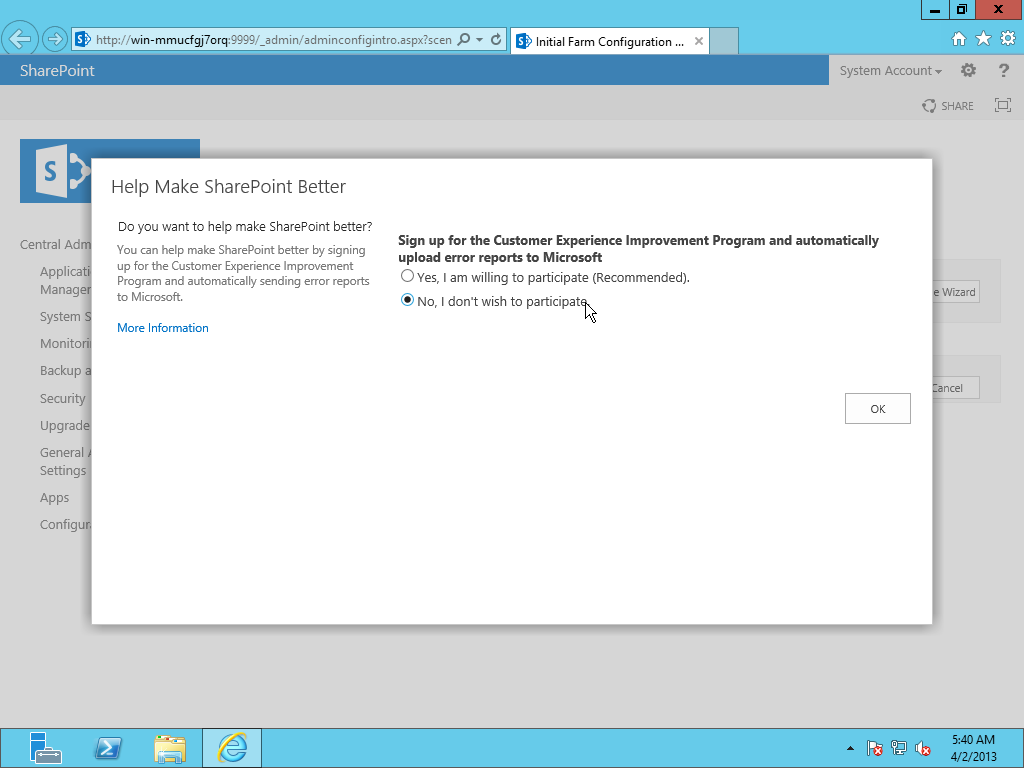 http://win-mmucfgj7orq:9999/_admin/adminconfigintro.aspx?scen
Initial Farm Configuration ...
SharePoint
System Account
SHARE
S
Help Make SharePoint Better
Do you want to help make SharePoint better?
You can help make SharePoint better by signing
up for the Customer Experience Improvement
Program and automatically sending error reports
to Microsoft.
More Information
Sign up for the Customer Experience Improvement Program and automatically
upload error reports to Microsoft
Yes, I am willing to participate (Recommended).
No, I don't wish to participate.
OK
Central Adm
Applicati
Manager
System S
Monitori
Backup a
Security
Upgrade
General A
Settings
Apps
Configura
e Wizard
Cancel
5:40 AM
4/2/2013